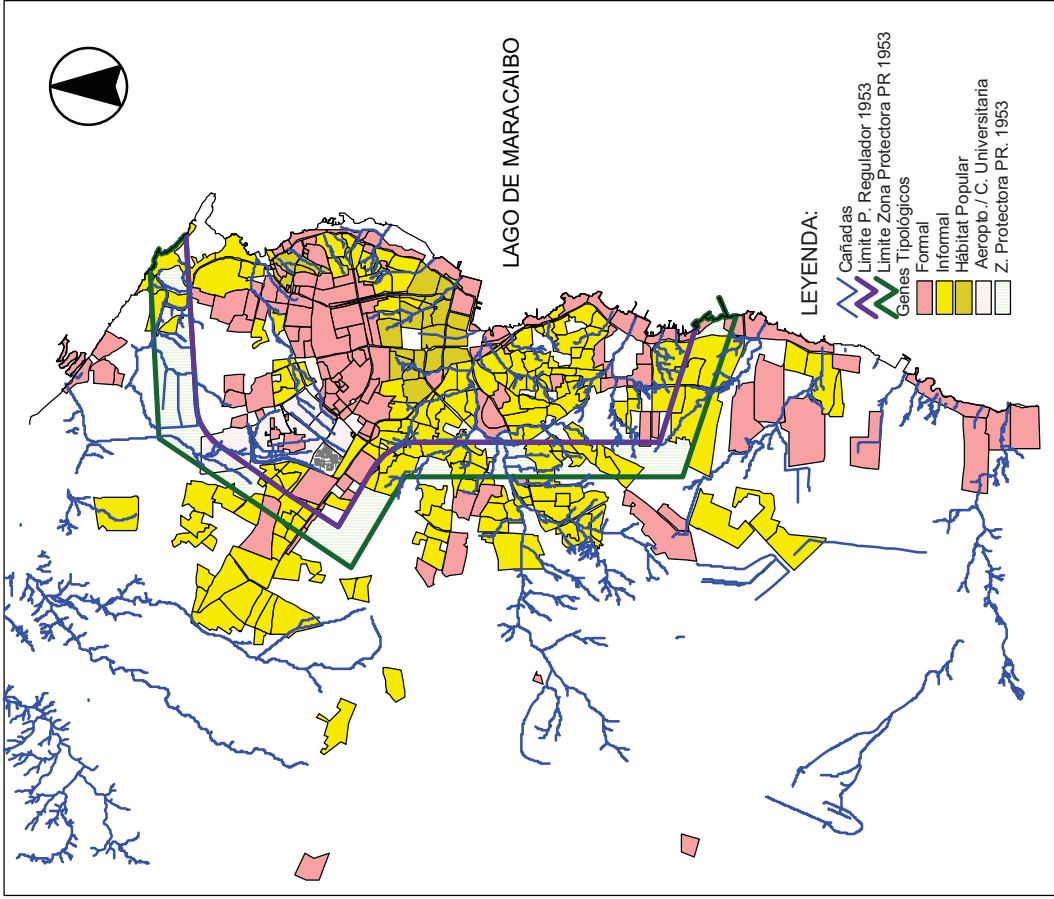 LAGO DE MARACAIBO
LEYENDA:
Cañadas
Limite P. Regulador 1953
Limite Zona Protectora PR 1953
Genes Tipológicos
Formal
Informal
Hábitat Popular
Aeropto./ C. Universitaria
Z. Protectora PR. 1953